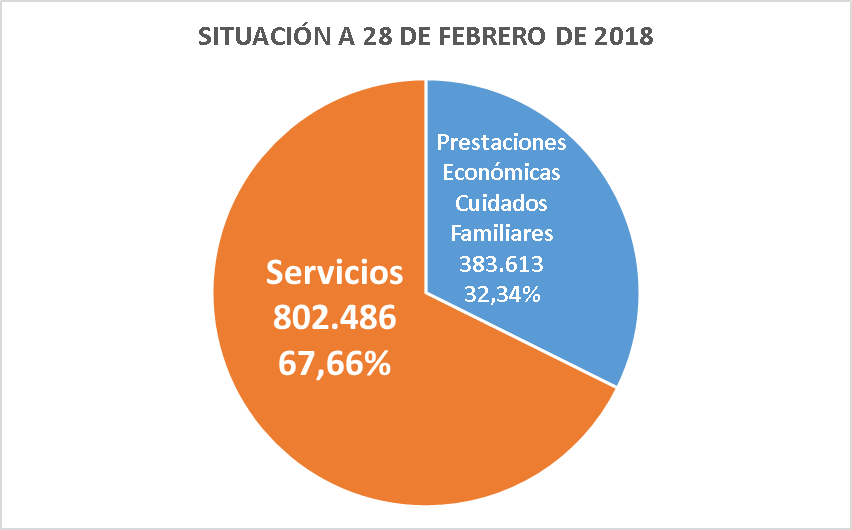 SITUACIÓN A 28 DE FEBRERO DE 2018
Prestaciones
Económicas
Cuidados
Familiares
383.613
32,34%
Servicios
802.486
67,66%